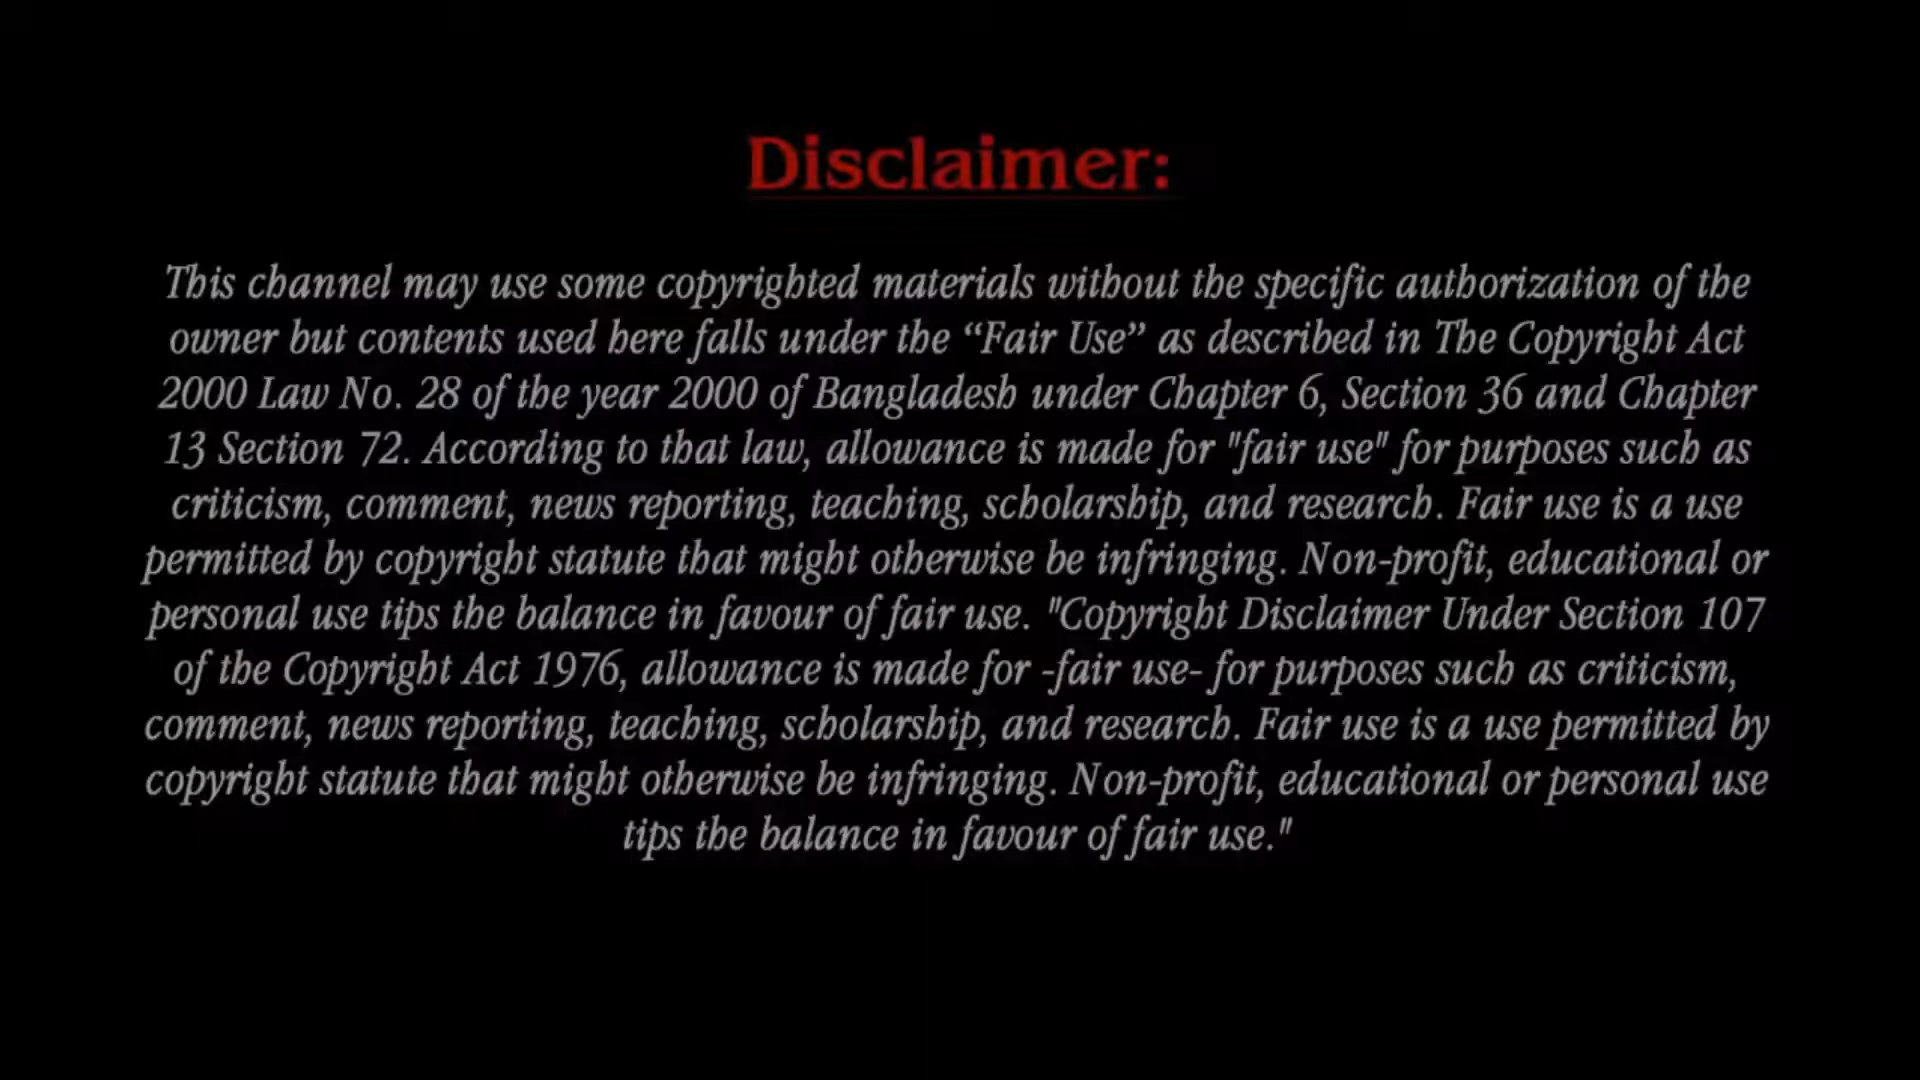 Disclaimer:
This channel may use some copyrighted materials without the specific authorization of the
owner but contents used here falls under the “Fair Use” as described in The Copyright Act
2000 Law No. 28 of the year 2000 of Bangladesh under Chapter 6, Section 36 and Chapter
13 Section 72. According to that law, allowance is made for "fair use" for purposes such as
criticism, comment, news reporting, teaching, scholarship, and research. Fair use is a use
permitted by copyright statute that might otherwise be infringing. Non-profit, educational or
personal use tips the balance in favour of fair use. "Copyright Disclaimer Under Section 107
of the Copyright Act 1976, allowance is made for -fair use- for purposes such as criticism,
comment, news reporting, teaching, scholarship, and research. Fair use is a use permitted by
copyright statute that might otherwise be infringing. Non-profit, educational or personal use
tips the balance in favour of fair use."